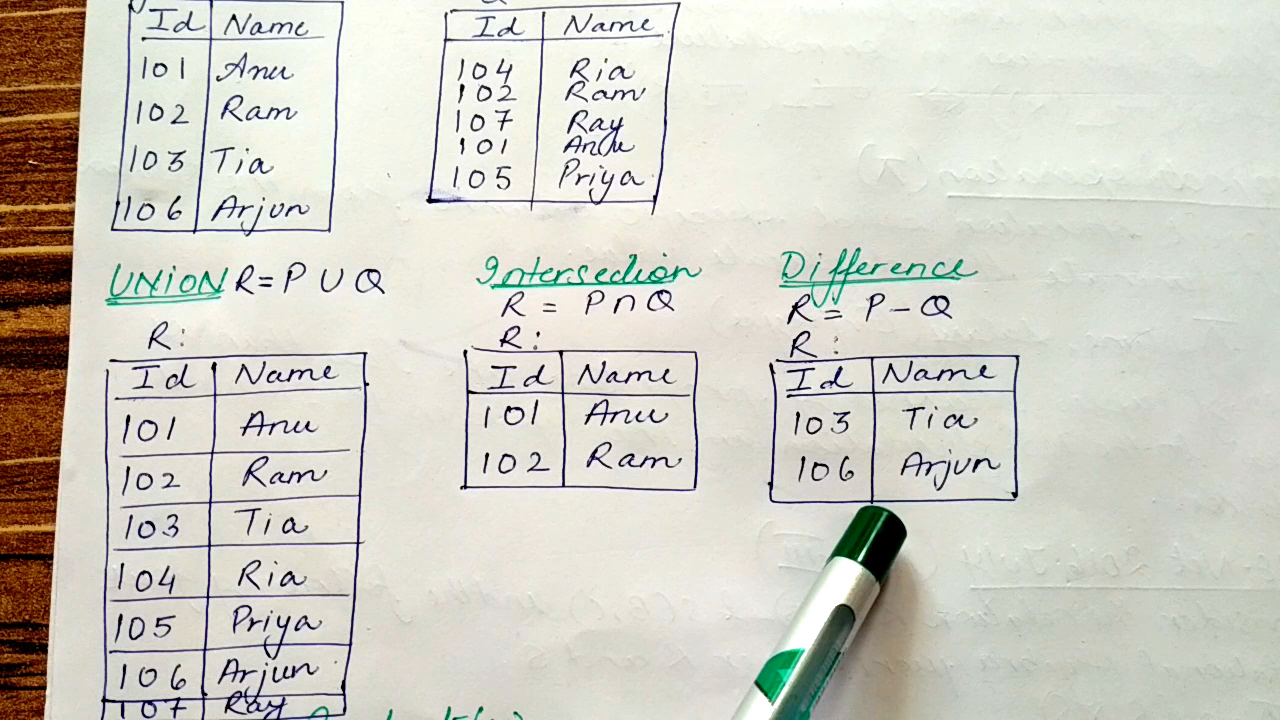 Id Name
101 Anu
102 Ram
103 Tia
106 Arjun
Id Name
104 Ria
102 Ram
107 Ray
101 Anu
105 Priya
UNION R = P ∪ Q
R:
Id Name
101 Anu
102 Ram
103 Tia
104 Ria
105 Priya
106 Arjun
107 Ray
Intersection
R = P ∩ Q
R:
Id Name
101 Anu
102 Ram
Difference
R = P - Q
R:
Id Name
103 Tia
106 Arjun